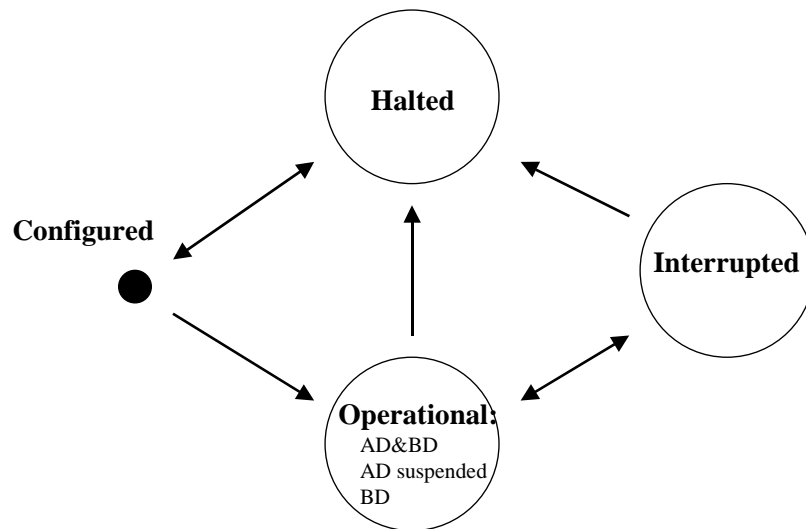 Halted
Configured
Interrupted
Operational:
AD&BD
AD suspended
BD